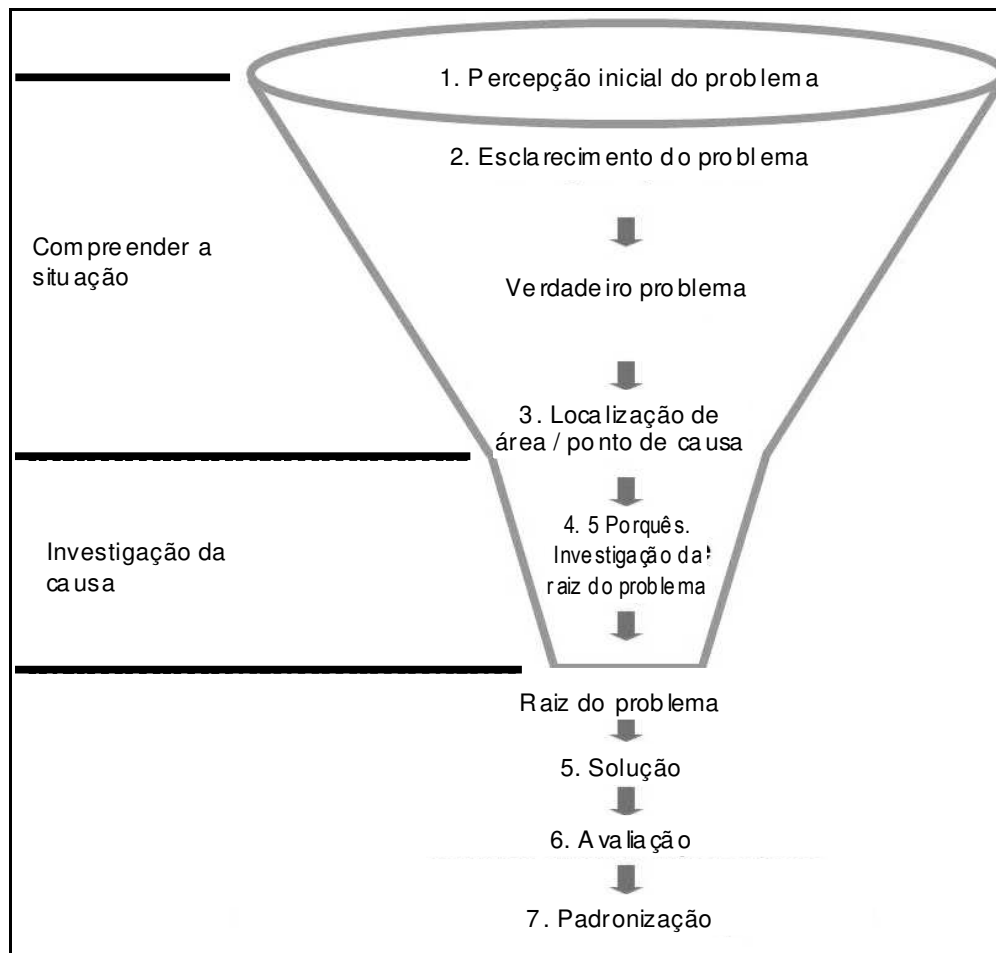 1. Percepção inicial do problema
2. Esclarecimento do problema
Compreender a
situação
Verdadeiro problema
3. Localização de
área / ponto de causa
Investigação da
causa
4. 5 Porquês.
Investigação da
raiz do problema
Raiz do problema
5. Solução
6. Avaliação
7. Padronização